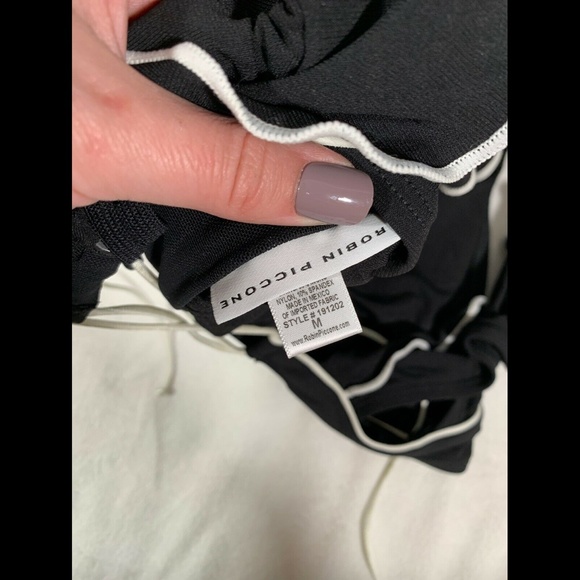 ROBIN PICCONE
NYLON, 10% SPANDEX
MADE IN MEXICO
OF IMPORTED FABRIC
STYLE # 191202
M
www.RobinPiccone.com